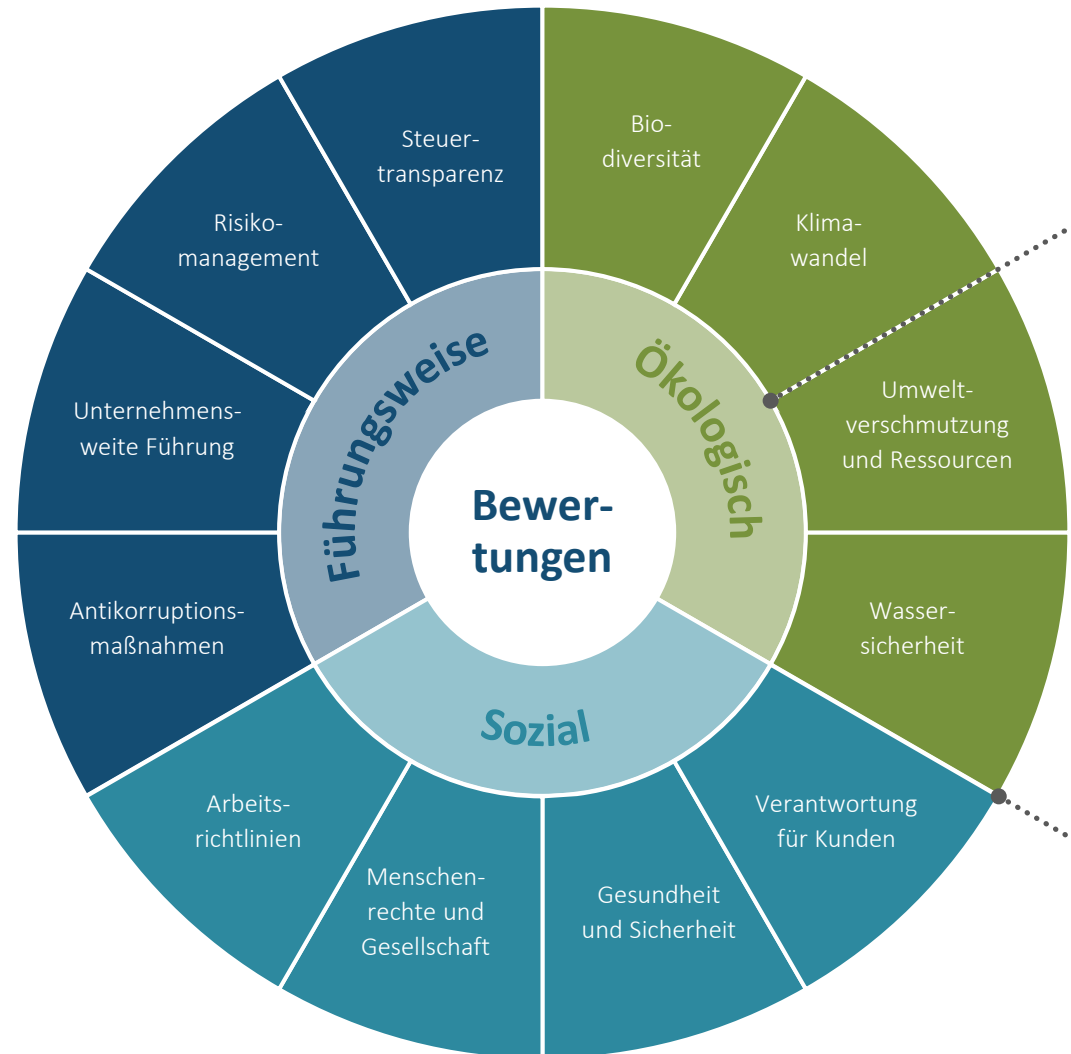 Bewer-
tungen
Ökologisch
Bio-
diversität
Klima-
wandel
Umwelt-
verschmutzung
und Ressourcen
Wasser-
sicherheit
Sozial
Verantwortung
für Kunden
Gesundheit
und Sicherheit
Menschen-
rechte und
Gesellschaft
Arbeits-
richtlinien
Führungsweise
Antikorruptions-
maßnahmen
Unternehmens-
weite Führung
Risiko-
management
Steuer-
transparenz